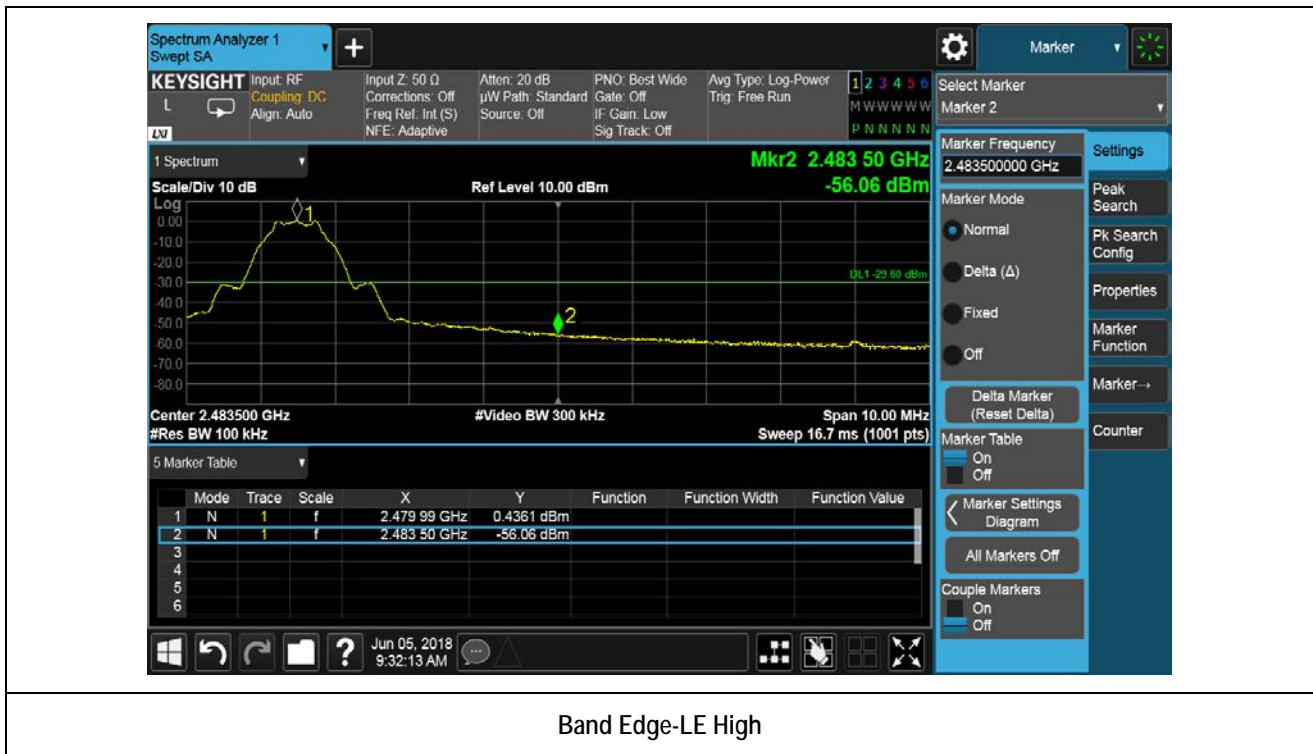 Spectrum Analyzer 1
Swept SA
+
Marker
KEYSIGHT
L
LXI
Input: RF
Coupling: DC
Align: Auto
Input Z: 50 Ω
Corrections: Off
Freq Ref: Int (S)
NFE: Adaptive
Atten: 20 dB
µW Path: Standard
Source: Off
PNO: Best Wide
Gate: Off
IF Gain: Low
Sig Track: Off
Avg Type: Log-Power
Trig: Free Run
1 2 3 4 5 6
M W W W W W
P N N N N N
Select Marker
Marker 2
1 Spectrum
Mkr2 2.483 50 GHz
-56.06 dBm
Scale/Div 10 dB
Ref Level 10.00 dBm
Log
0.00
-10.0
-20.0
-30.0
-40.0
-50.0
-60.0
-70.0
-80.0
1
2
DL1 -29.60 dBm
Center 2.483500 GHz
#Video BW 300 kHz
Span 10.00 MHz
#Res BW 100 kHz
Sweep 16.7 ms (1001 pts)
5 Marker Table
Mode Trace Scale X Y Function Function Width Function Value
1 N 1 f 2.479 99 GHz 0.4361 dBm
2 N 1 f 2.483 50 GHz -56.06 dBm
3
4
5
6
Marker Frequency
2.483500000 GHz
Marker Mode
Normal
Delta (Δ)
Fixed
Off
Delta Marker
(Reset Delta)
Marker Table
On
Off
Marker Settings
Diagram
All Markers Off
Couple Markers
On
Off
Settings
Peak
Search
Pk Search
Config
Properties
Marker
Function
Marker→
Counter
?
Jun 05, 2018
9:32:13 AM
Band Edge-LE High